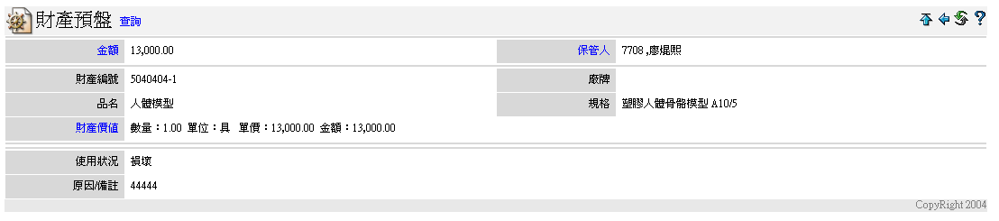 財產預盤 查詢
金額 13,000.00 保管人 7708 ,廖焜熙
財產編號 5040404-1 廠牌
品名 人體模型 規格 塑膠人體骨骼模型 A10/5
財產價值 數量：1.00 單位：具 單價：13,000.00 金額：13,000.00
使用狀況 損壞
原因/備註 44444
CopyRight 2004